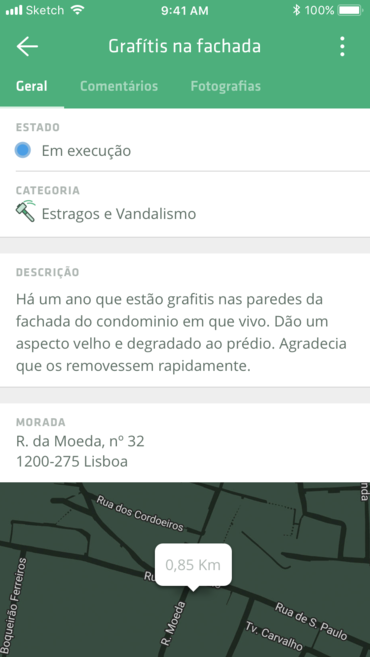 Sketch 9:41 AM 100%
Grafítis na fachada
Geral Comentários Fotografias
ESTADO
Em execução
CATEGORIA
Estragos e Vandalismo
DESCRIÇÃO
Há um ano que estão grafitis nas paredes da
fachada do condominio em que vivo. Dão um
aspecto velho e degradado ao prédio. Agradecia
que os removessem rapidamente.
MORADA
R. da Moeda, nº 32
1200-275 Lisboa
Rua dos Cordoeiros
0,85 Km
Boqueirão Ferreiros
R. Moeda
Rua de S. Paulo
Tv. Carvalho